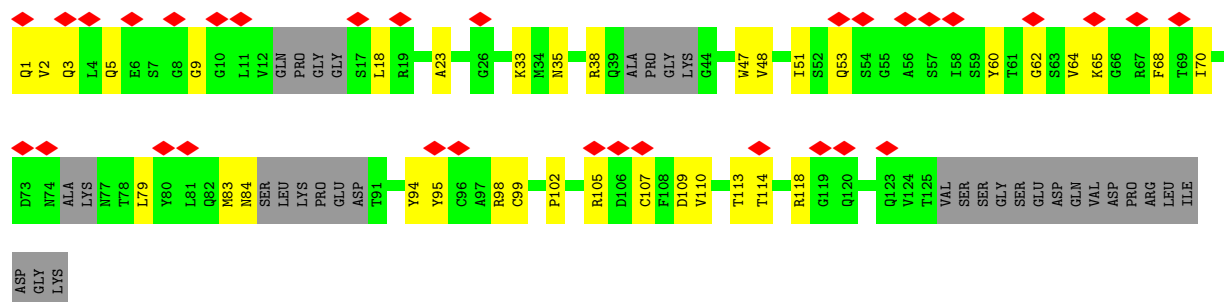 Q1 V2 Q3 L4 Q5 E6 S7 G8 G9 G10 L11 V12 GLN PRO GLY GLY S17 L18 R19 A23 G26 K33 M34 N35 R38 Q39 ALA PRO GLY LYS G44 W47 V48 I51 S52 Q53 S54 G55 A56 S57 I58 S59 Y60 T61 G62 S63 V64 K65 G66 R67 F68 T69 I70
D73 N74 ALA LYS N77 T78 L79 Y80 L81 Q82 M83 N84 SER LEU LYS PRO GLU ASP T91 Y94 Y95 C96 A97 R98 C99 P102 R105 D106 C107 F108 D109 V110 T113 T114 R118 G119 Q120 Q123 V124 T125 VAL SER SER GLY SER GLU ASP GLN VAL ASP PRO ARG LEU ILE
ASP GLY LYS